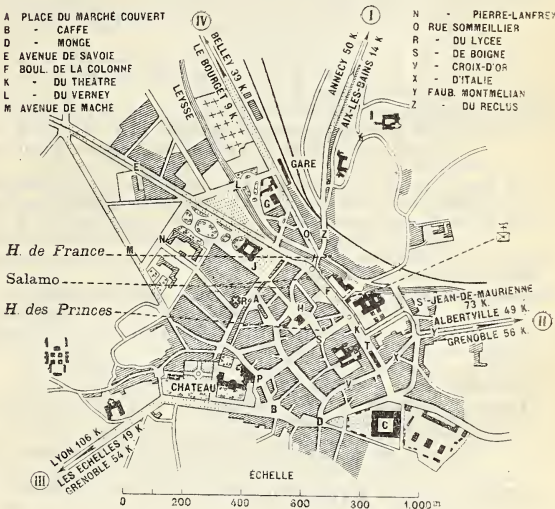 A PLACE DU MARCHÉ COUVERT
B - CAFFE
D - MONGE
E AVENUE DE SAVOIE
F BOUL. DE LA COLONNE
K - DU THEATRE
L - DU VERNEY
M AVENUE DE MACHE
N - PIERRE-LANFREY
O RUE SOMMEILLIER
R - DU LYCEE
S - DE BOIGNE
V - CROIX-D'OR
X - D'ITALIE
Y FAUB. MONTMELIAN
Z - DU RECLUS
IV
I
BELLEY 39 K.
LE BOURGET 9 K.
LEYSSE
ANNECY 50 K.
AIX-LES-BAINS 14 K
GARE
E
L
G
O
Z
M
N
J
H. de France
Salamo
H. des Princes
R
A
H
F
K
S
T
X
V
Y
P
B
D
C
CHATEAU
ST-JEAN-DE-MAURIENNE
73 K.
ALBERTVILLE 49 K.
GRENOBLE 56 K.
II
LYON 106 K.
LES ECHELLES 19 K
GRENOBLE 54 K.
III
ÉCHELLE
0 200 400 600 800 1.000 m